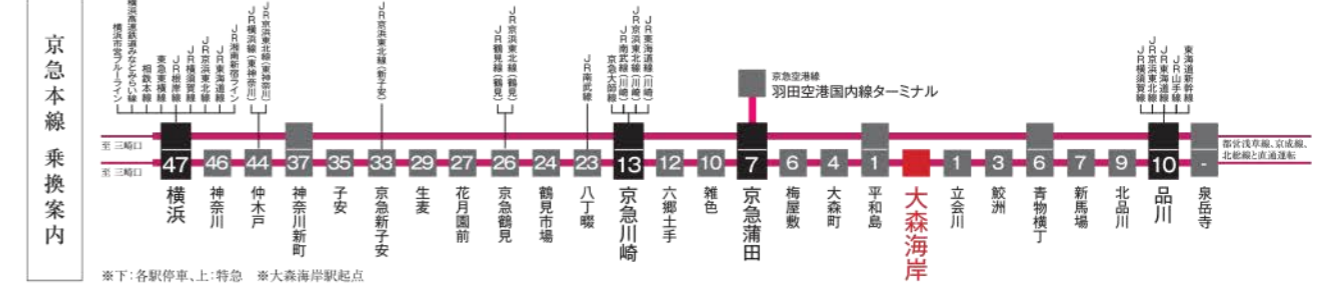 京急本線 乗換案内
横浜市営ブルーライン
横浜高速鉄道みなとみらい線
相鉄本線
東急東横線
JR根岸線
JR横須賀線
JR京浜東北線
JR東海道線
JR湘南新宿ライン
JR横浜線(東神奈川)
JR京浜東北線(東神奈川)
JR京浜東北線(新子安)
JR鶴見線(鶴見)
JR京浜東北線(鶴見)
JR南武線
京急大師線
JR南武線(川崎)
JR京浜東北線(川崎)
JR東海道線(川崎)
京急空港線
羽田空港国内線ターミナル
JR横須賀線
JR京浜東北線
JR東海道線
JR山手線
東海道新幹線
至 三崎口
至 三崎口
都営浅草線、京成線、
北総線と直通運転
47 横浜
46 神奈川
44 仲木戸
37 神奈川新町
35 子安
33 京急新子安
29 生麦
27 花月園前
26 京急鶴見
24 鶴見市場
23 八丁畷
13 京急川崎
12 六郷土手
10 雑色
7 京急蒲田
6 梅屋敷
4 大森町
1 平和島
大森海岸
1 立会川
3 鮫洲
6 青物横丁
7 新馬場
9 北品川
10 品川
- 泉岳寺
※下:各駅停車、上:特急 ※大森海岸駅起点